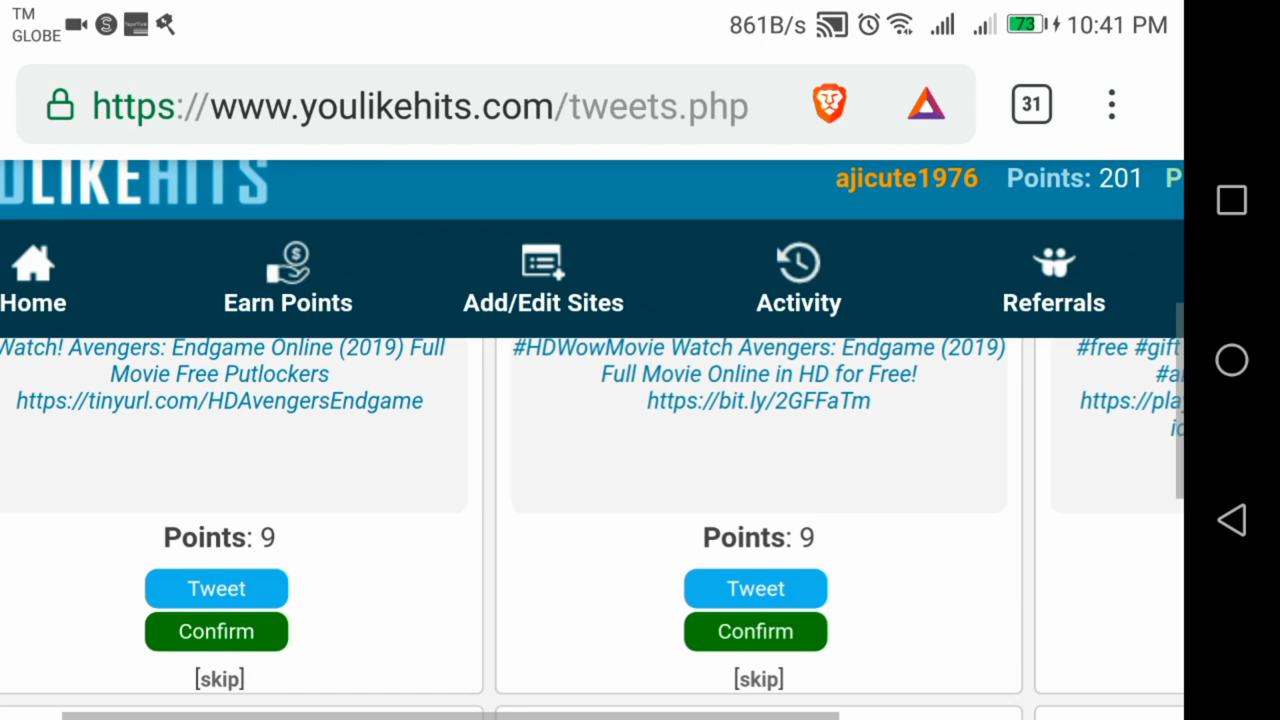 TM
GLOBE
861B/s
73
10:41 PM
https://www.youlikehits.com/tweets.php
31
ULIKEHITS
ajicute1976 Points: 201 P
Home Earn Points Add/Edit Sites Activity Referrals
Watch! Avengers: Endgame Online (2019) Full
Movie Free Putlockers
https://tinyurl.com/HDAvengersEndgame
Points: 9
Tweet
Confirm
[skip]
#HDWowMovie Watch Avengers: Endgame (2019)
Full Movie Online in HD for Free!
https://bit.ly/2GFFaTm
Points: 9
Tweet
Confirm
[skip]
#free #gift
#a
https://pla